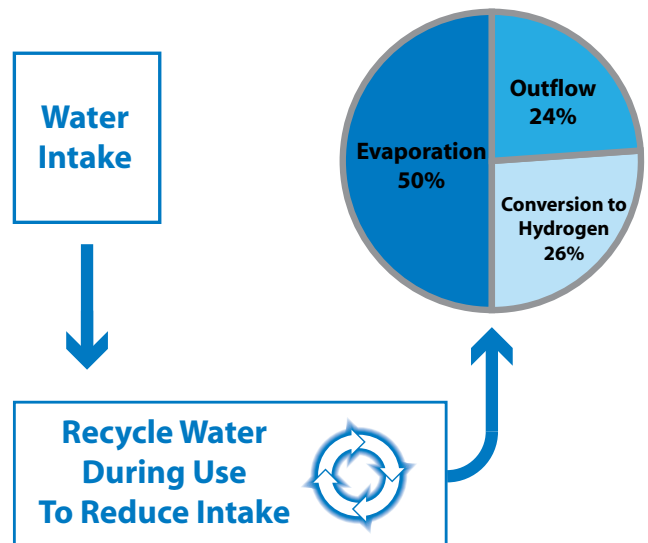 Water
Intake
Outflow
24%
Evaporation
50%
Conversion to
Hydrogen
26%
Recycle Water
During Use
To Reduce Intake